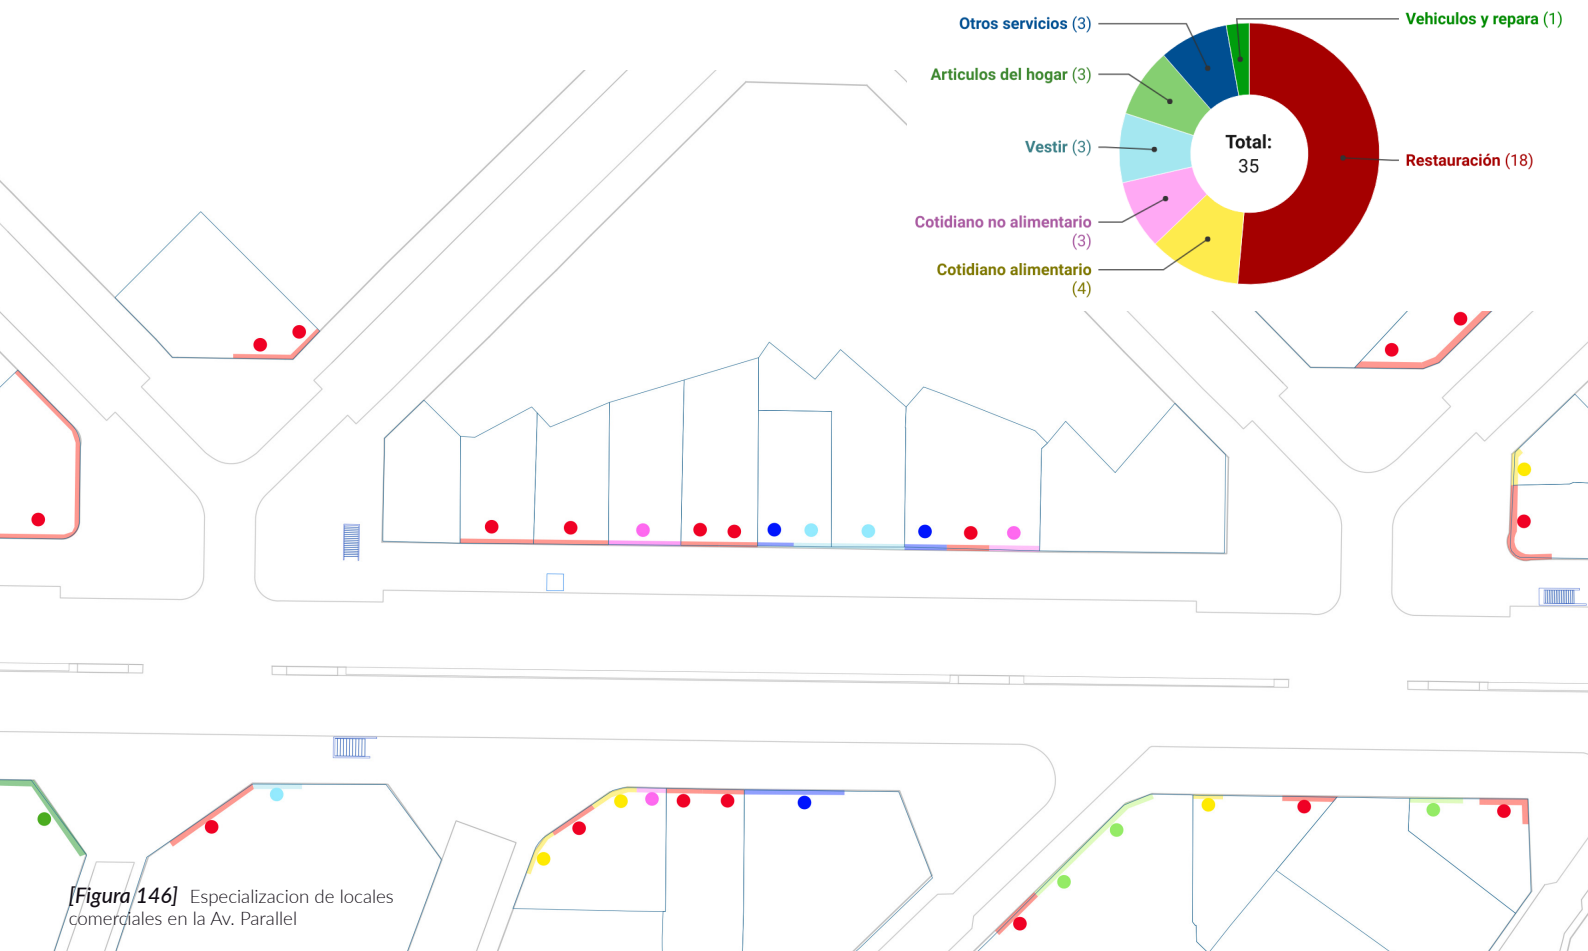 Otros servicios (3)
Vehiculos y repara (1)
Articulos del hogar (3)
Vestir (3)
Total:
35
Restauración (18)
Cotidiano no alimentario
(3)
Cotidiano alimentario
(4)
[Figura 146] Especializacion de locales
comerciales en la Av. Parallel